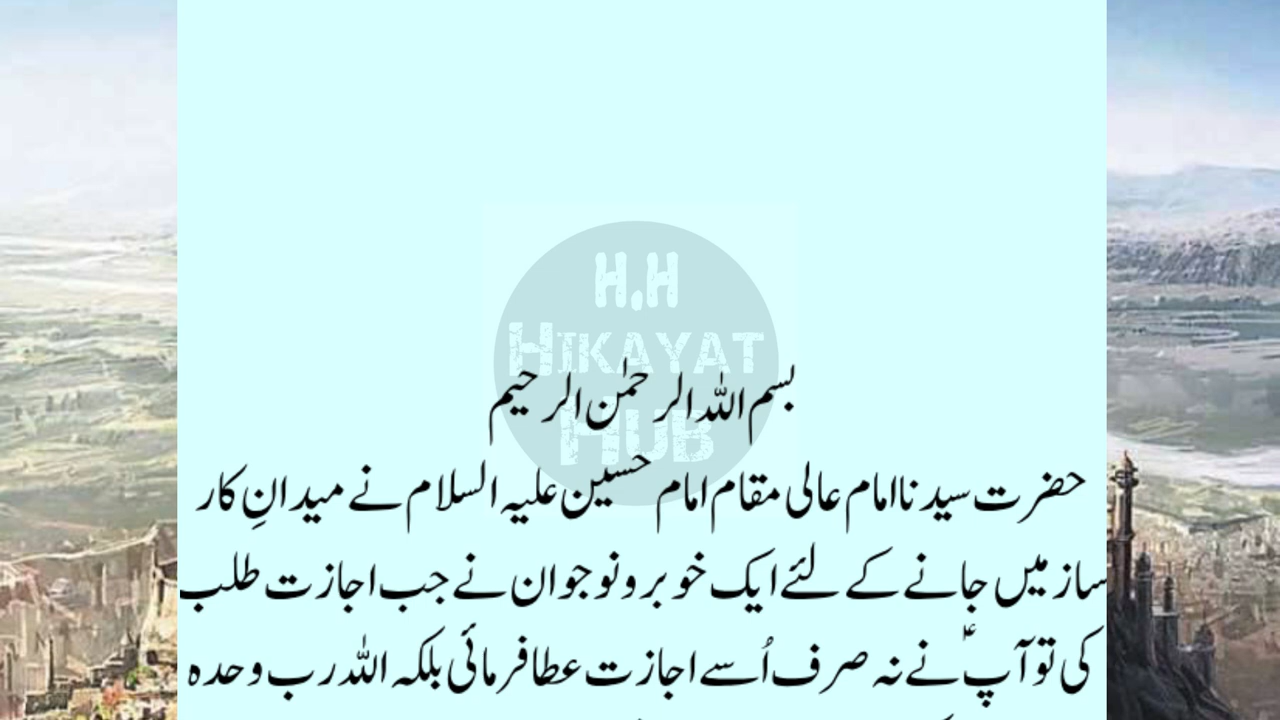 H.H
HIKAYAT
HUB
بسم اللہ الرحمٰن الرحیم
حضرت سیدنا امام عالی مقام امام حسین علیہ السلام نے میدانِ کار
ساز میں جانے کے لئے ایک خوبرو نوجوان نے جب اجازت طلب
کی تو آپؑ نے نہ صرف اُسے اجازت عطا فرمائی بلکہ اللہ رب وحدہ